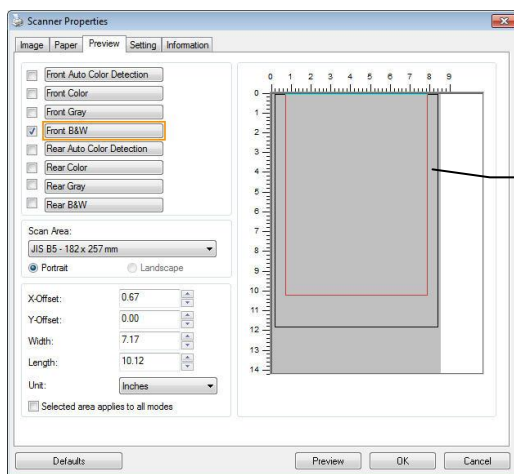 Scanner Properties
Image Paper Preview Setting Information
Front Auto Color Detection
Front Color
Front Gray
Front B&W
Rear Auto Color Detection
Rear Color
Rear Gray
Rear B&W
Scan Area:
JIS B5 - 182 x 257 mm
Portrait Landscape
X-Offset: 0.67
Y-Offset: 0.00
Width: 7.17
Length: 10.12
Unit: Inches
Selected area applies to all modes
0 1 2 3 4 5 6 7 8 9
0
1
2
3
4
5
6
7
8
9
10
11
12
13
14
Defaults Preview OK Cancel